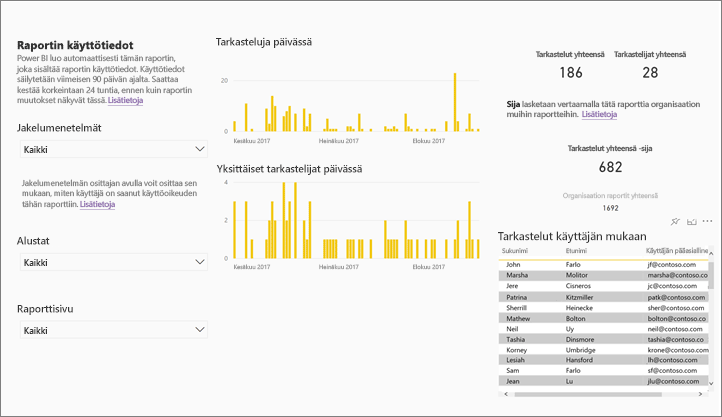 Raportin käyttötiedot
Power BI luo automaattisesti tämän raportin,
joka sisältää raportin käyttötiedot. Käyttötiedot
säilytetään viimeisen 90 päivän ajalta. Saattaa
kestää korkeintaan 24 tuntia, ennen kuin raportin
muutokset näkyvät tässä. Lisätietoja
Jakelumenetelmät
Kaikki
Jakelumenetelmän osittajan avulla voit osittaa sen
mukaan, miten käyttäjä on saanut käyttöoikeuden
tähän raporttiin. Lisätietoja
Alustat
Kaikki
Raporttisivu
Kaikki
Tarkasteluja päivässä
20
0
Kesäkuu 2017 Heinäkuu 2017 Elokuu 2017
Yksittäiset tarkastelijat päivässä
4
2
0
Kesäkuu 2017 Heinäkuu 2017 Elokuu 2017
Tarkastelut yhteensä Tarkastelijat yhteensä
186 28
Sija lasketaan vertaamalla tätä raporttia organisaation
muihin raportteihin. Lisätietoja
Tarkastelut yhteensä -sija
682
Organisaation raportit yhteensä
1692
Tarkastelut käyttäjän mukaan
Sukunimi Etunimi Käyttäjän pääasialline
John Farlo jf@contoso.com
Marsha Molitor marsha@contoso.co
Jere Cisneros jc@contoso.com
Patrina Kitzmiller patk@contoso.com
Sherrill Heinecke sher@contoso.com
Mathew Bolton bolton@contoso.co
Neil Uy neil@contoso.com
Tashia Dinsmore tashia@contoso.co
Korney Umbridge krone@contoso.com
Lesiah Hansford lh@contoso.com
Sam Farlo sf@contoso.com
Jean Lu jlu@contoso.com